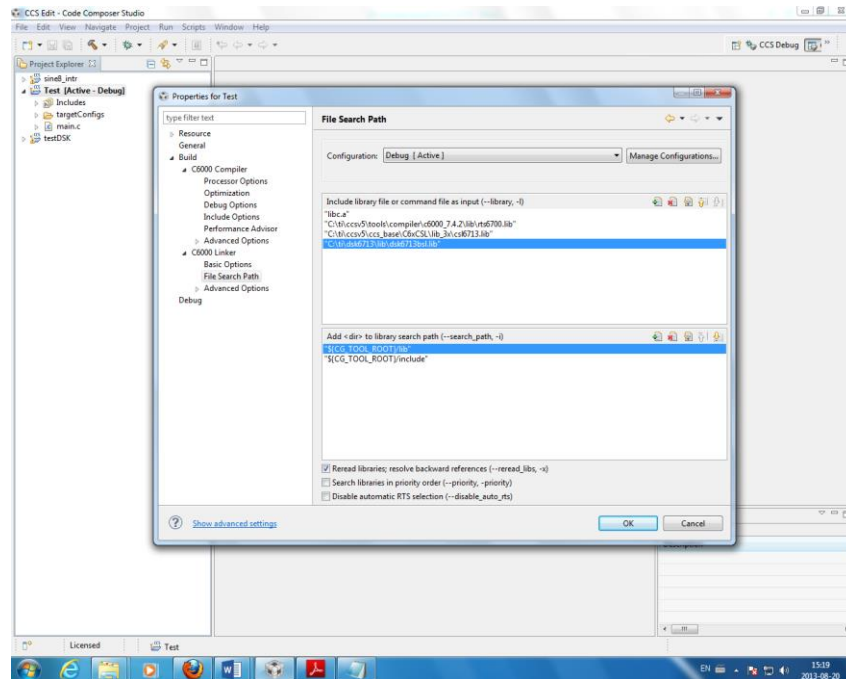 CCS Edit - Code Composer Studio
File Edit View Navigate Project Run Scripts Window Help
CCS Debug
Project Explorer
sine8_intr
Test [Active - Debug]
Includes
targetConfigs
main.c
testDSK
Properties for Test
type filter text
Resource
General
Build
C6000 Compiler
Processor Options
Optimization
Debug Options
Include Options
Performance Advisor
Advanced Options
C6000 Linker
Basic Options
File Search Path
Advanced Options
Debug
File Search Path
Configuration: Debug [ Active ]
Manage Configurations...
Include library file or command file as input (--library, -l)
"libc.a"
"C:\ti\ccsv5\tools\compiler\c6000_7.4.2\lib\rts6700.lib"
"C:\ti\ccsv5\ccs_base\C6xCSL\lib_3x\csl6713.lib"
"C:\ti\dsk6713\lib\dsk6713bsl.lib"
Add <dir> to library search path (--search_path, -i)
"${CG_TOOL_ROOT}/lib"
"${CG_TOOL_ROOT}/include"
Reread libraries; resolve backward references (--reread_libs, -x)
Search libraries in priority order (--priority, -priority)
Disable automatic RTS selection (--disable_auto_rts)
Show advanced settings
OK
Cancel
Licensed
Test
EN
15:19
2013-08-20